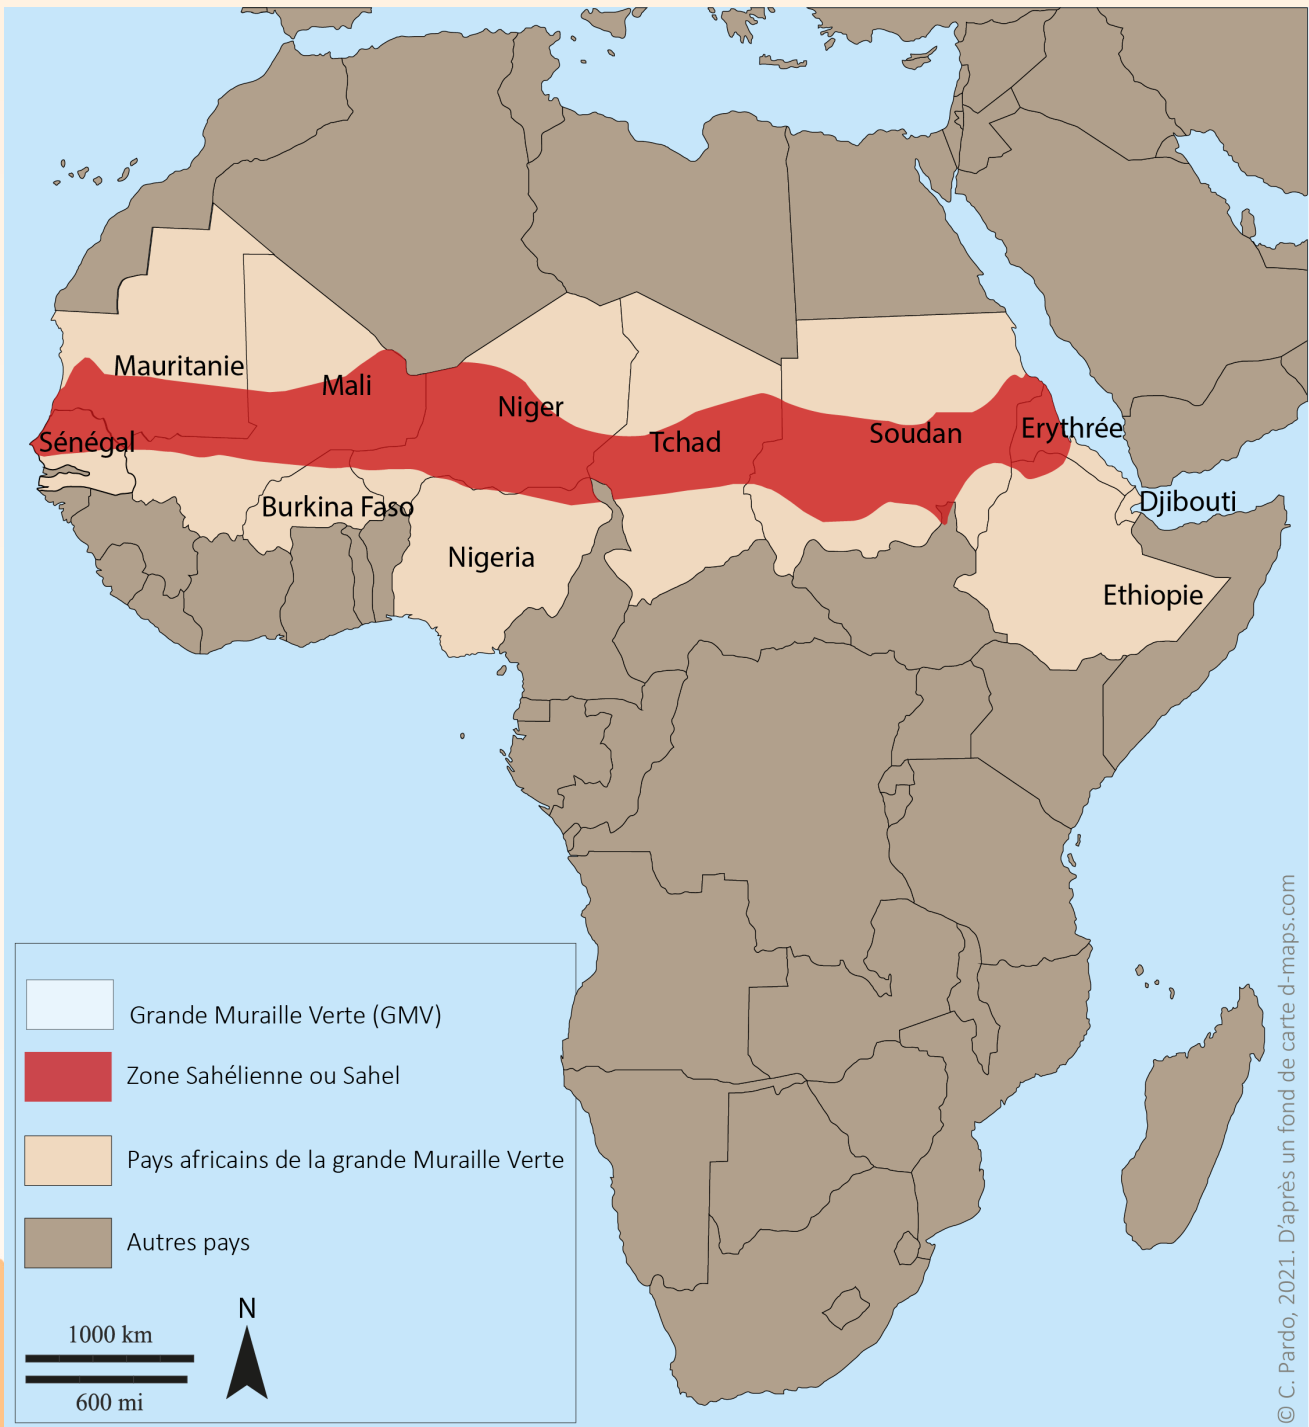 Mauritanie
Mali
Niger
Tchad
Soudan
Erythrée
Sénégal
Burkina Faso
Nigeria
Djibouti
Ethiopie
Grande Muraille Verte (GMV)
Zone Sahélienne ou Sahel
Pays africains de la grande Muraille Verte
Autres pays
N
1000 km
600 mi
© C. Pardo, 2021. D'après un fond de carte d-maps.com